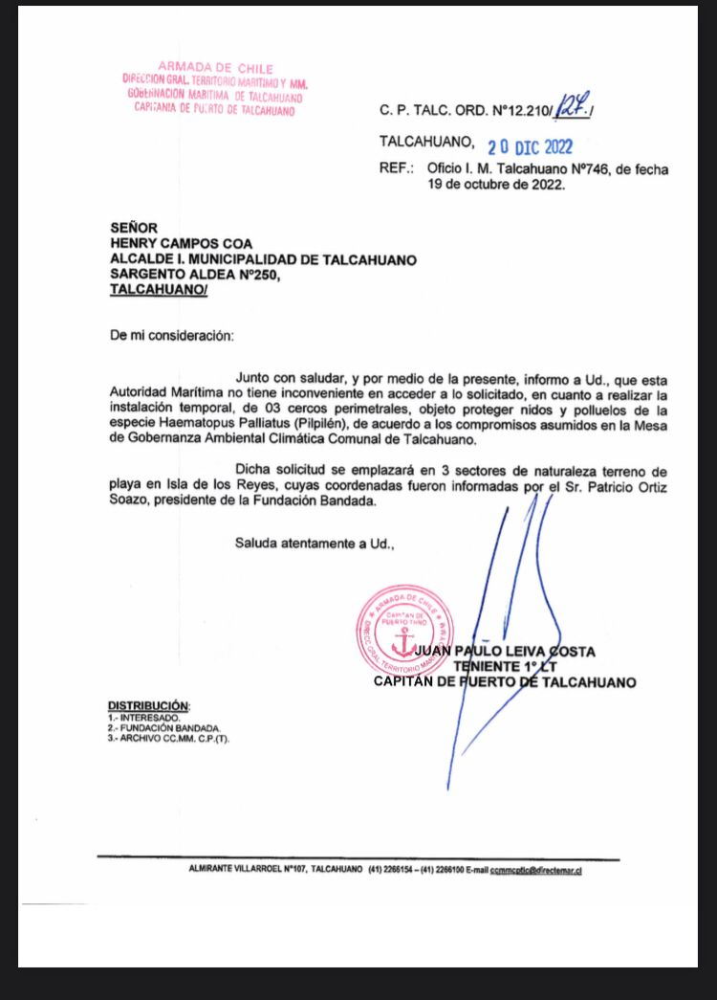 ARMADA DE CHILE
DIRECCION GRAL. TERRITORIO MARITIMO Y MM.
GOBERNACION MARITIMA DE TALCAHUANO
CAPITANIA DE PUERTO DE TALCAHUANO
C. P. TALC. ORD. Nº12.210/127./
TALCAHUANO, 20 DIC 2022
REF.: Oficio I. M. Talcahuano Nº746, de fecha
19 de octubre de 2022.
SEÑOR
HENRY CAMPOS COA
ALCALDE I. MUNICIPALIDAD DE TALCAHUANO
SARGENTO ALDEA Nº250,
TALCAHUANO/
De mi consideración:
Junto con saludar, y por medio de la presente, informo a Ud., que esta
Autoridad Marítima no tiene inconveniente en acceder a lo solicitado, en cuanto a realizar la
instalación temporal, de 03 cercos perimetrales, objeto proteger nidos y polluelos de la
especie Haematopus Palliatus (Pilpilén), de acuerdo a los compromisos asumidos en la Mesa
de Gobernanza Ambiental Climática Comunal de Talcahuano.
Dicha solicitud se emplazará en 3 sectores de naturaleza terreno de
playa en Isla de los Reyes, cuyas coordenadas fueron informadas por el Sr. Patricio Ortiz
Soazo, presidente de la Fundación Bandada.
Saluda atentamente a Ud.,
ARMADA DE CHILE
CAPITAN DE
PUERTO THNO
DIREC. GRAL. TERRITORIO MARITIMO Y MM
JUAN PAULO LEIVA COSTA
TENIENTE 1° LT
CAPITÁN DE PUERTO DE TALCAHUANO
DISTRIBUCIÓN:
1.- INTERESADO.
2.- FUNDACIÓN BANDADA.
3.- ARCHIVO CC.MM. C.P.(T).
ALMIRANTE VILLARROEL Nº107, TALCAHUANO (41) 2266154 – (41) 2266100 E-mail ccmmcptlc@directemar.cl